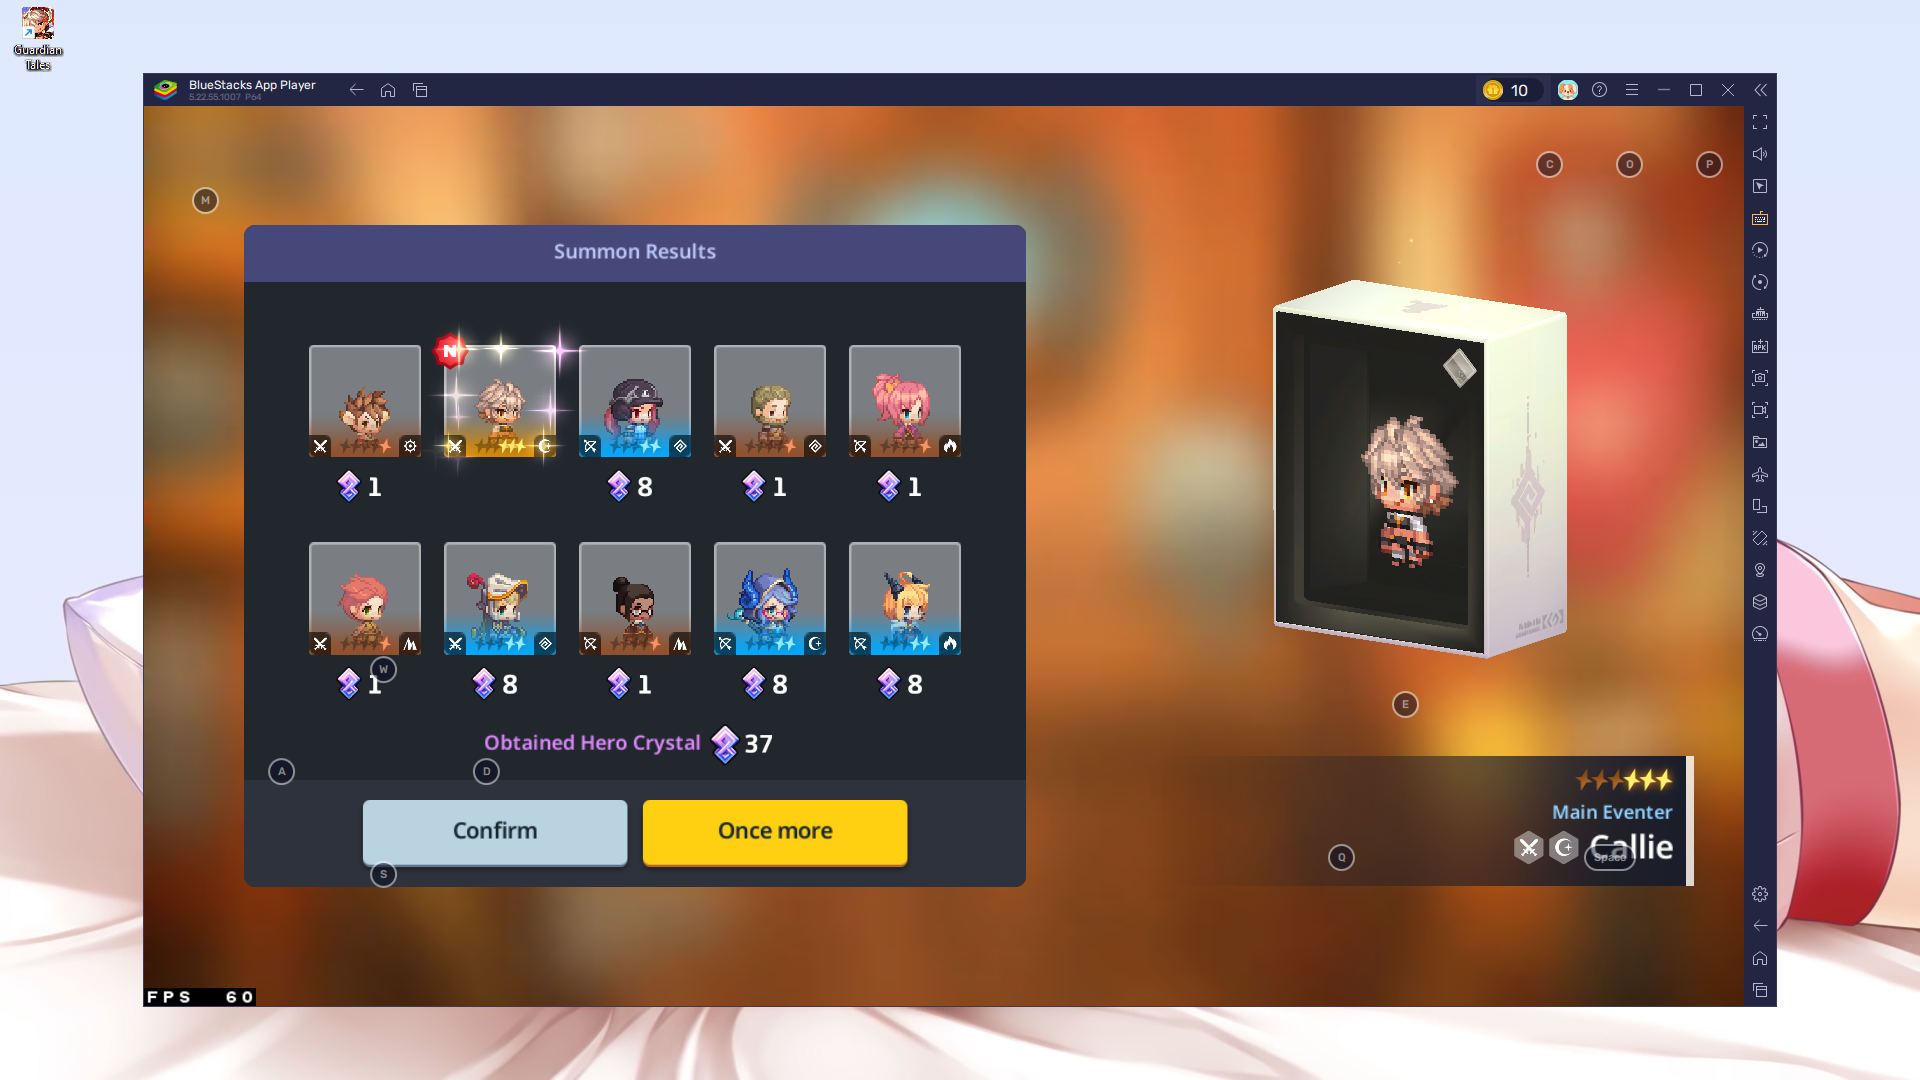 Guardian
Tales
BlueStacks App Player
5.22.55.1007 P64
10
M
C
O
P
Summon Results
N
1
8
1
1
W
1
8
1
8
8
Obtained Hero Crystal 37
A
D
E
Confirm
Once more
S
Main Eventer
Callie
Q
Space
FPS 60
APK